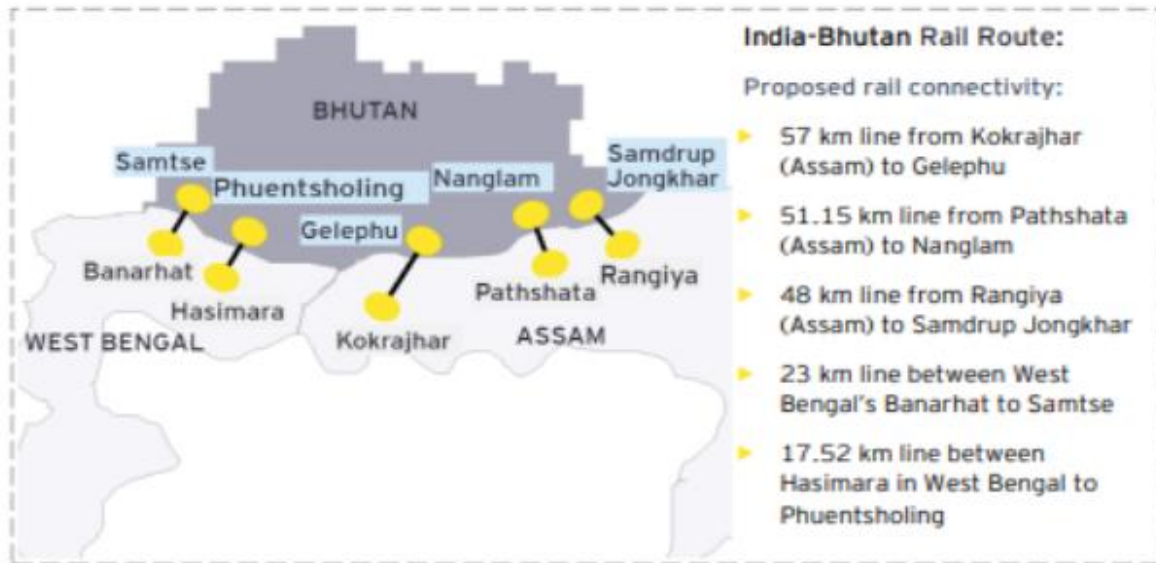 BHUTAN
Samtse
Phuentsholing
Nanglam
Samdrup
Jongkhar
Gelephu
Banarhat
Hasimara
Kokrajhar
Pathshata
Rangiya
WEST BENGAL
ASSAM
India-Bhutan Rail Route:
Proposed rail connectivity:
57 km line from Kokrajhar
(Assam) to Gelephu
51.15 km line from Pathshata
(Assam) to Nanglam
48 km line from Rangiya
(Assam) to Samdrup Jongkhar
23 km line between West
Bengal's Banarhat to Samtse
17.52 km line between
Hasimara in West Bengal to
Phuentsholing